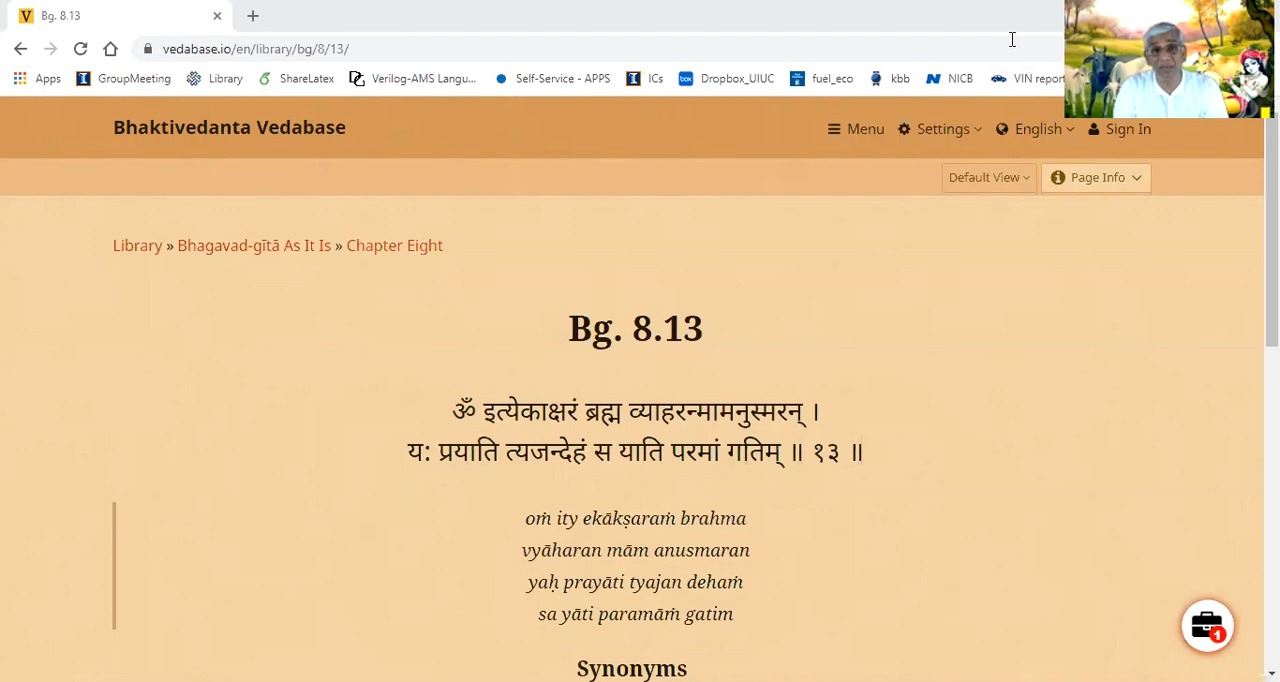 Bg. 8.13
vedabase.io/en/library/bg/8/13/
Apps GroupMeeting Library ShareLatex Verilog-AMS Langu... Self-Service - APPS ICs Dropbox_UIUC fuel_eco kbb NICB VIN report
Bhaktivedanta Vedabase
Menu Settings English Sign In
Default View Page Info
Library » Bhagavad-gītā As It Is » Chapter Eight
Bg. 8.13
ॐ इत्येकाक्षरं ब्रह्म व्याहरन्मामनुस्मरन् ।
य: प्रयाति त्यजन्देहं स याति परमां गतिम् ॥ १३ ॥
oṁ ity ekākṣaraṁ brahma
vyāharan mām anusmaran
yaḥ prayāti tyajan dehaṁ
sa yāti paramāṁ gatim
1
Synonyms